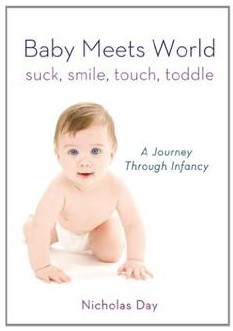 Baby Meets World
suck, smile, touch, toddle
A Journey
Through Infancy
Nicholas Day